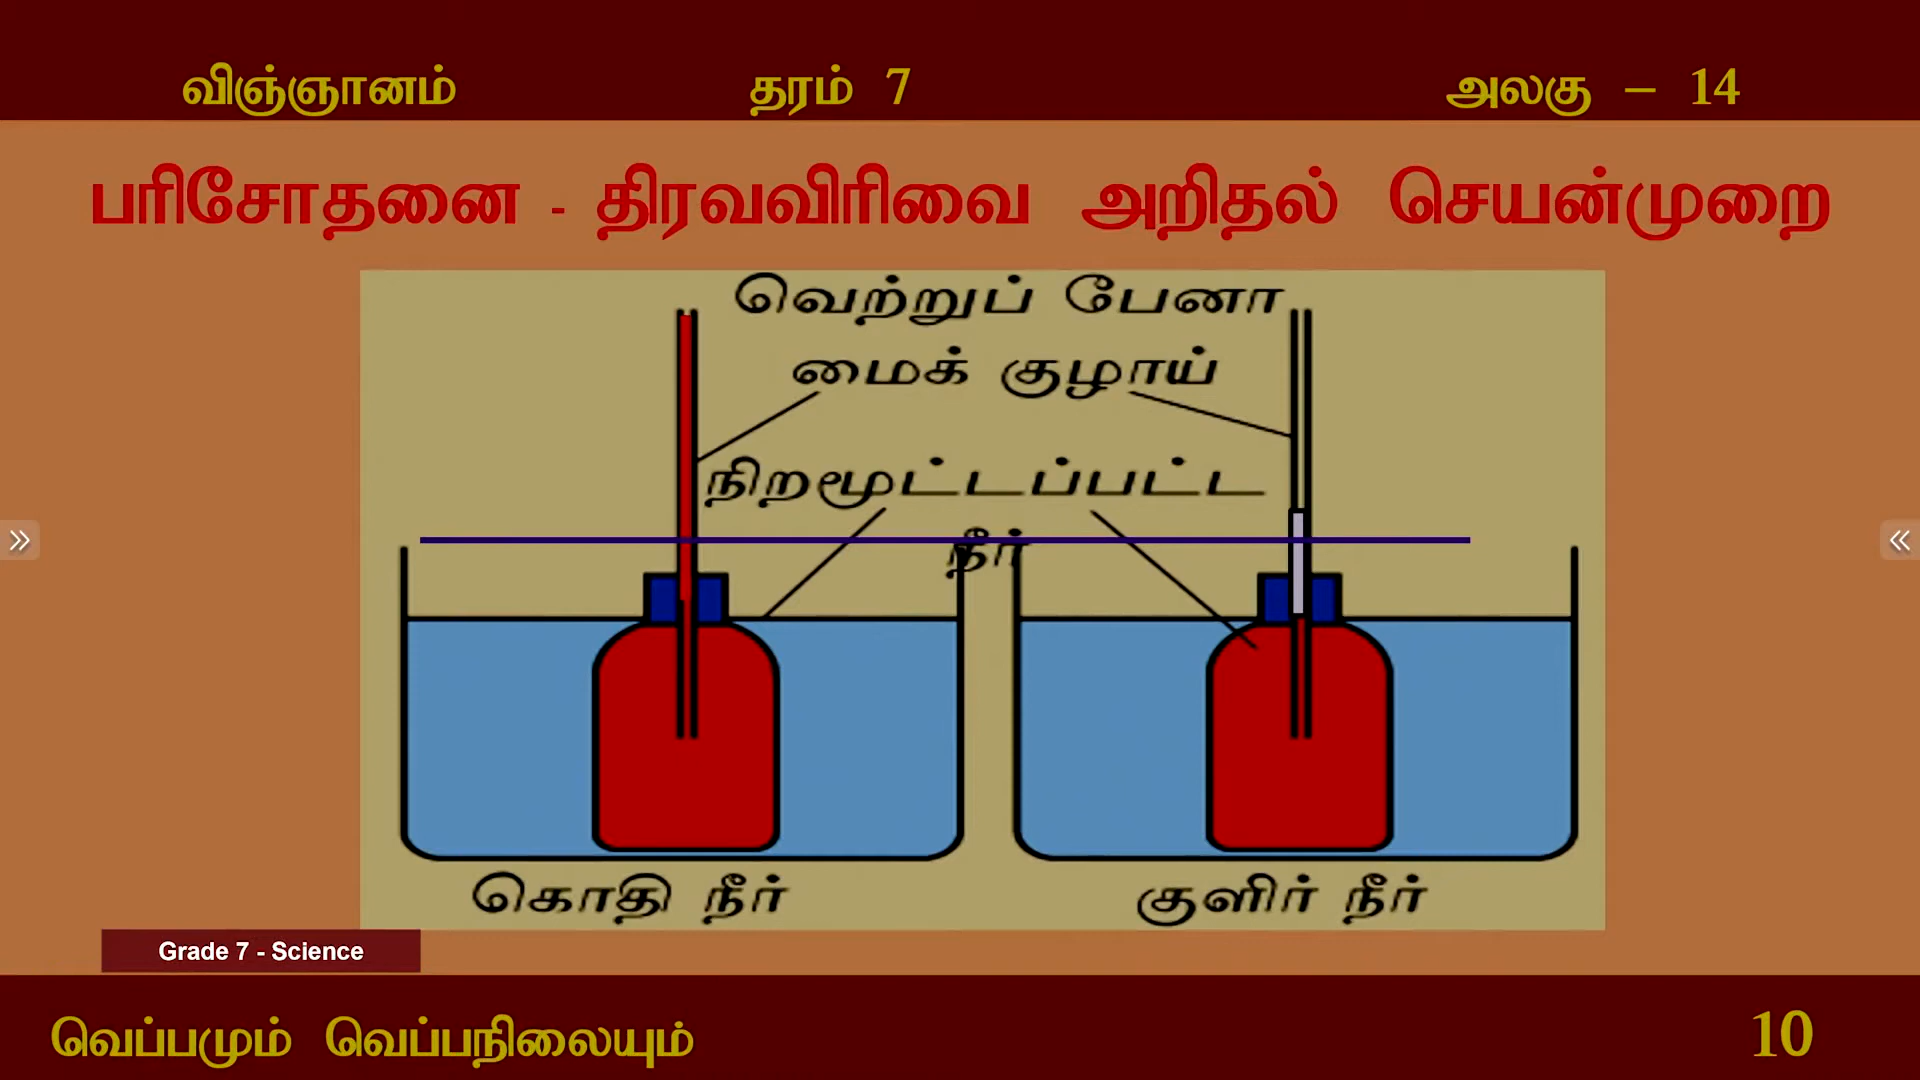 விஞ்ஞானம் தரம் 7 அலகு – 14
பரிசோதனை - திரவவிரிவை அறிதல் செயன்முறை
வெற்றுப் பேனா
மைக் குழாய்
நிறமூட்டப்பட்ட
நீர்
கொதி நீர் குளிர் நீர்
Grade 7 - Science
வெப்பமும் வெப்பநிலையும் 10